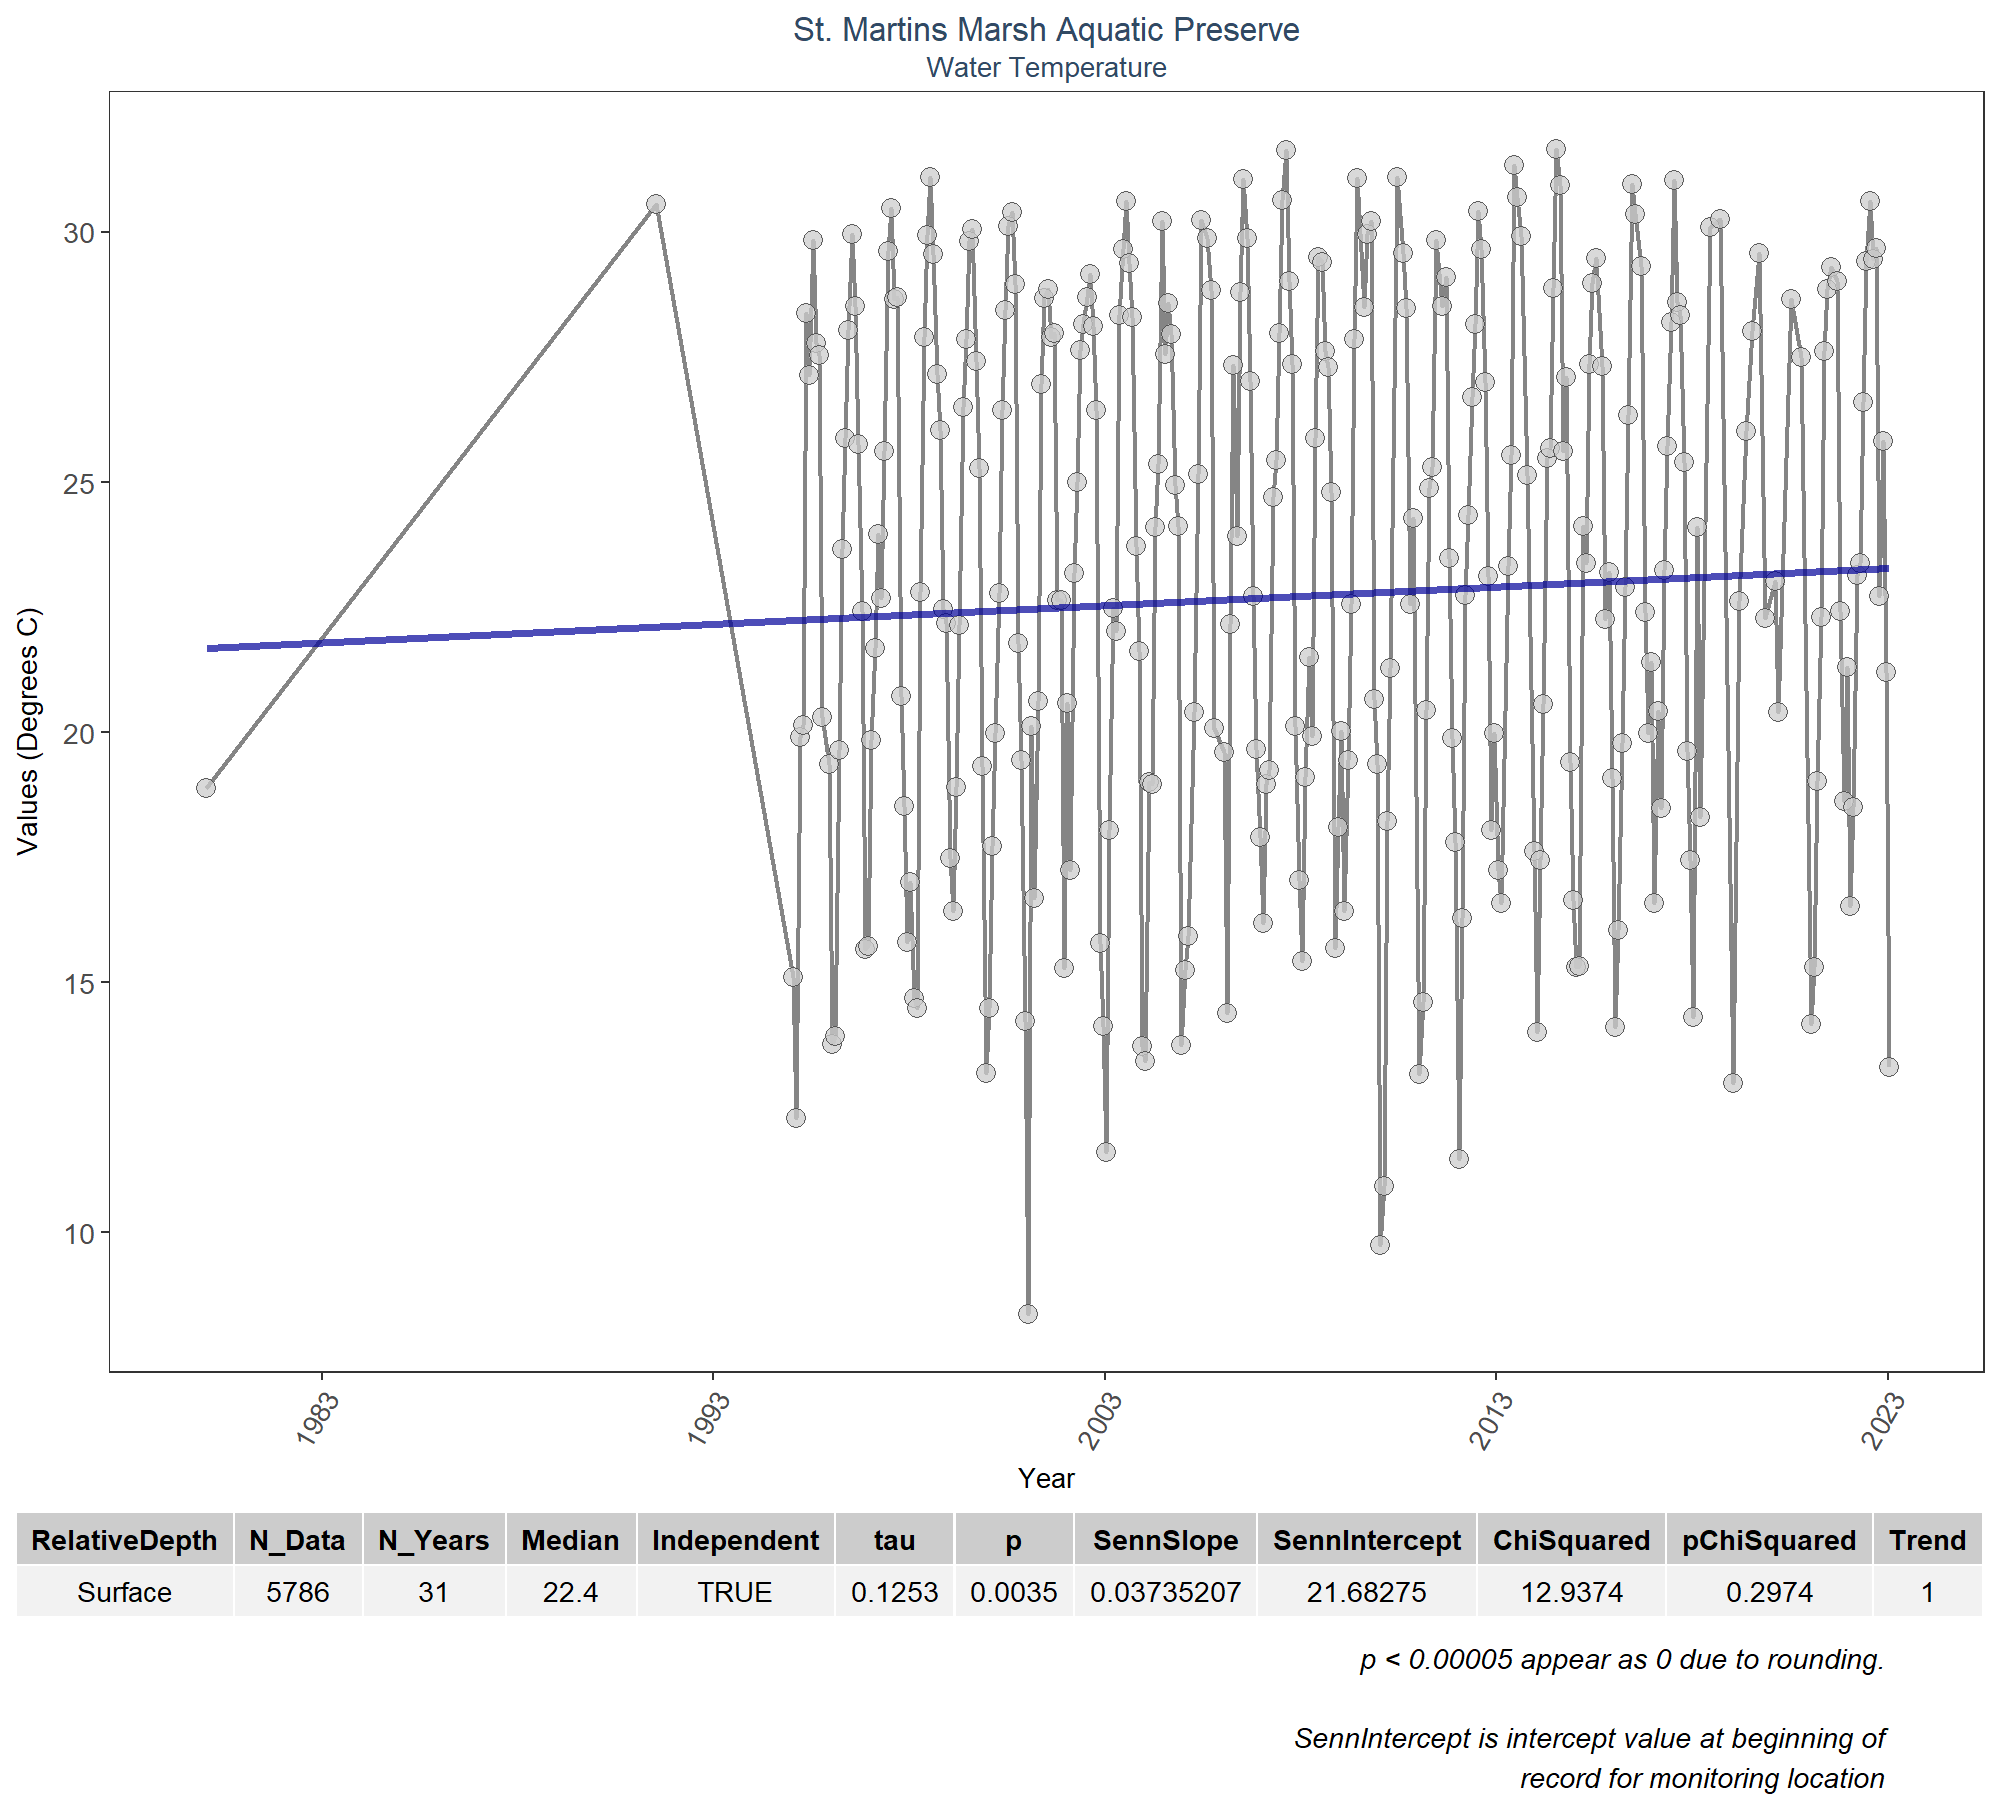 St. Martins Marsh Aquatic Preserve
Water Temperature
Values (Degrees C)
30
25
20
15
10
1983
1993
2003
2013
2023
Year
RelativeDepth N_Data N_Years Median Independent tau p SennSlope SennIntercept ChiSquared pChiSquared Trend
Surface 5786 31 22.4 TRUE 0.1253 0.0035 0.03735207 21.68275 12.9374 0.2974 1
p < 0.00005 appear as 0 due to rounding.
SennIntercept is intercept value at beginning of
record for monitoring location